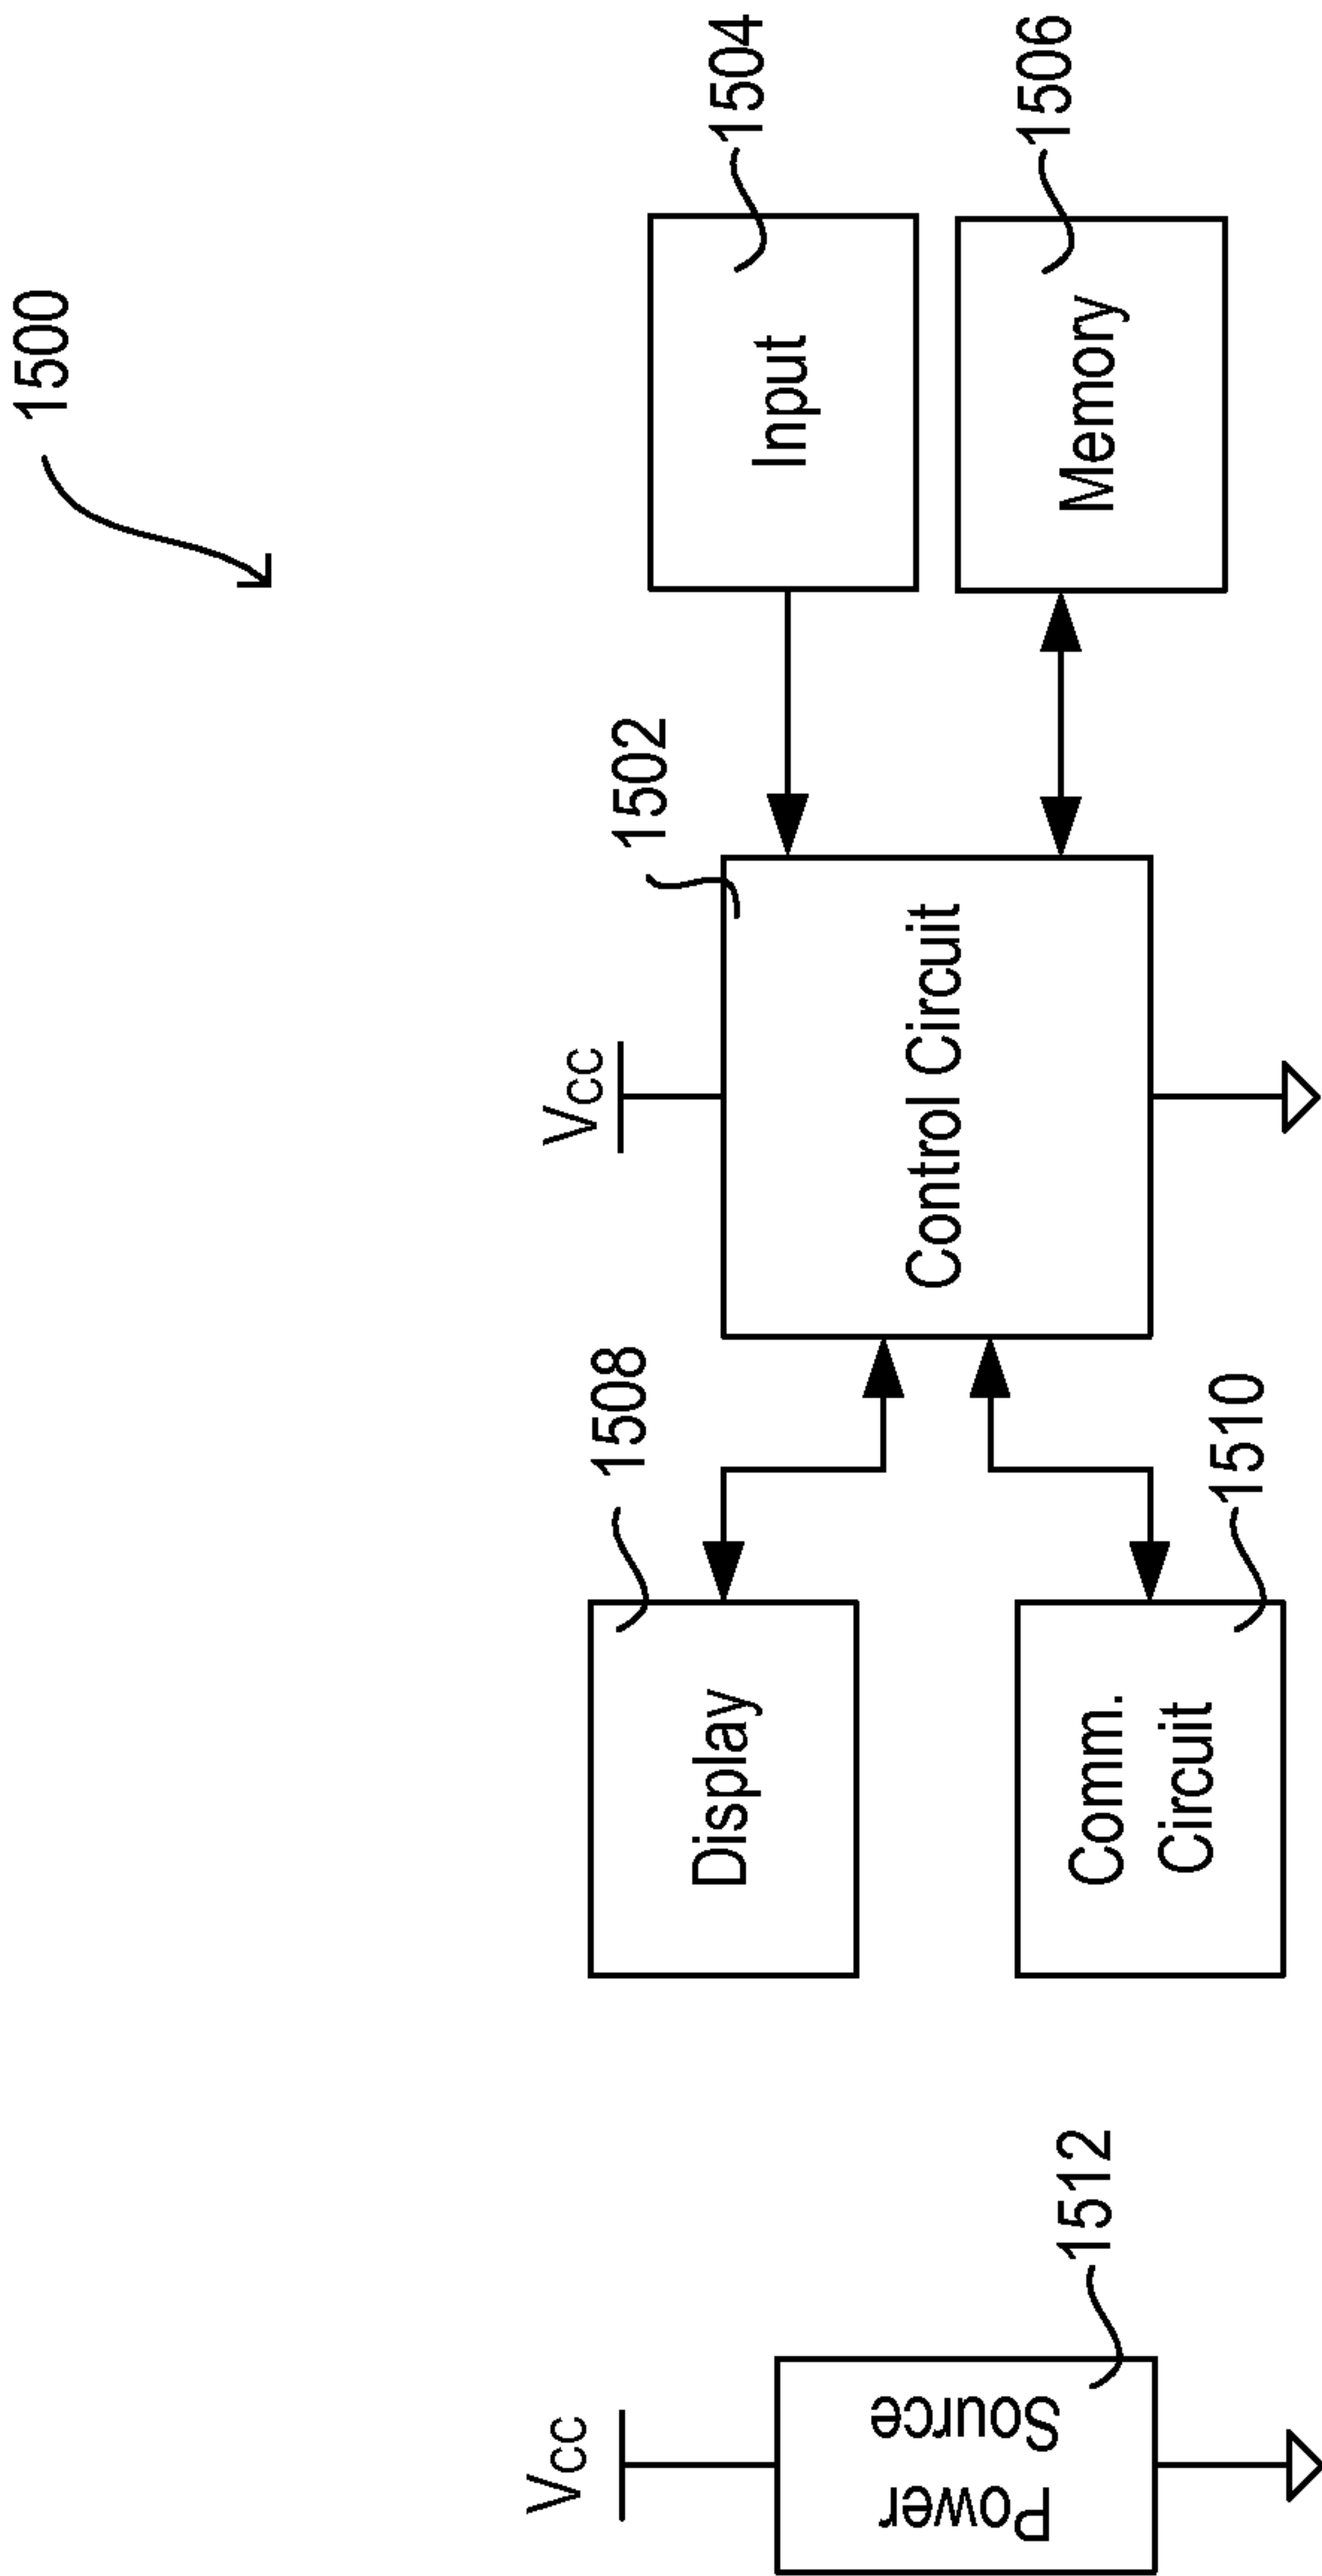 1500
Vcc
Power
Source
1512
Display
1508
Comm.
Circuit
1510
Vcc
1502
Control Circuit
Input
1504
Memory
1506